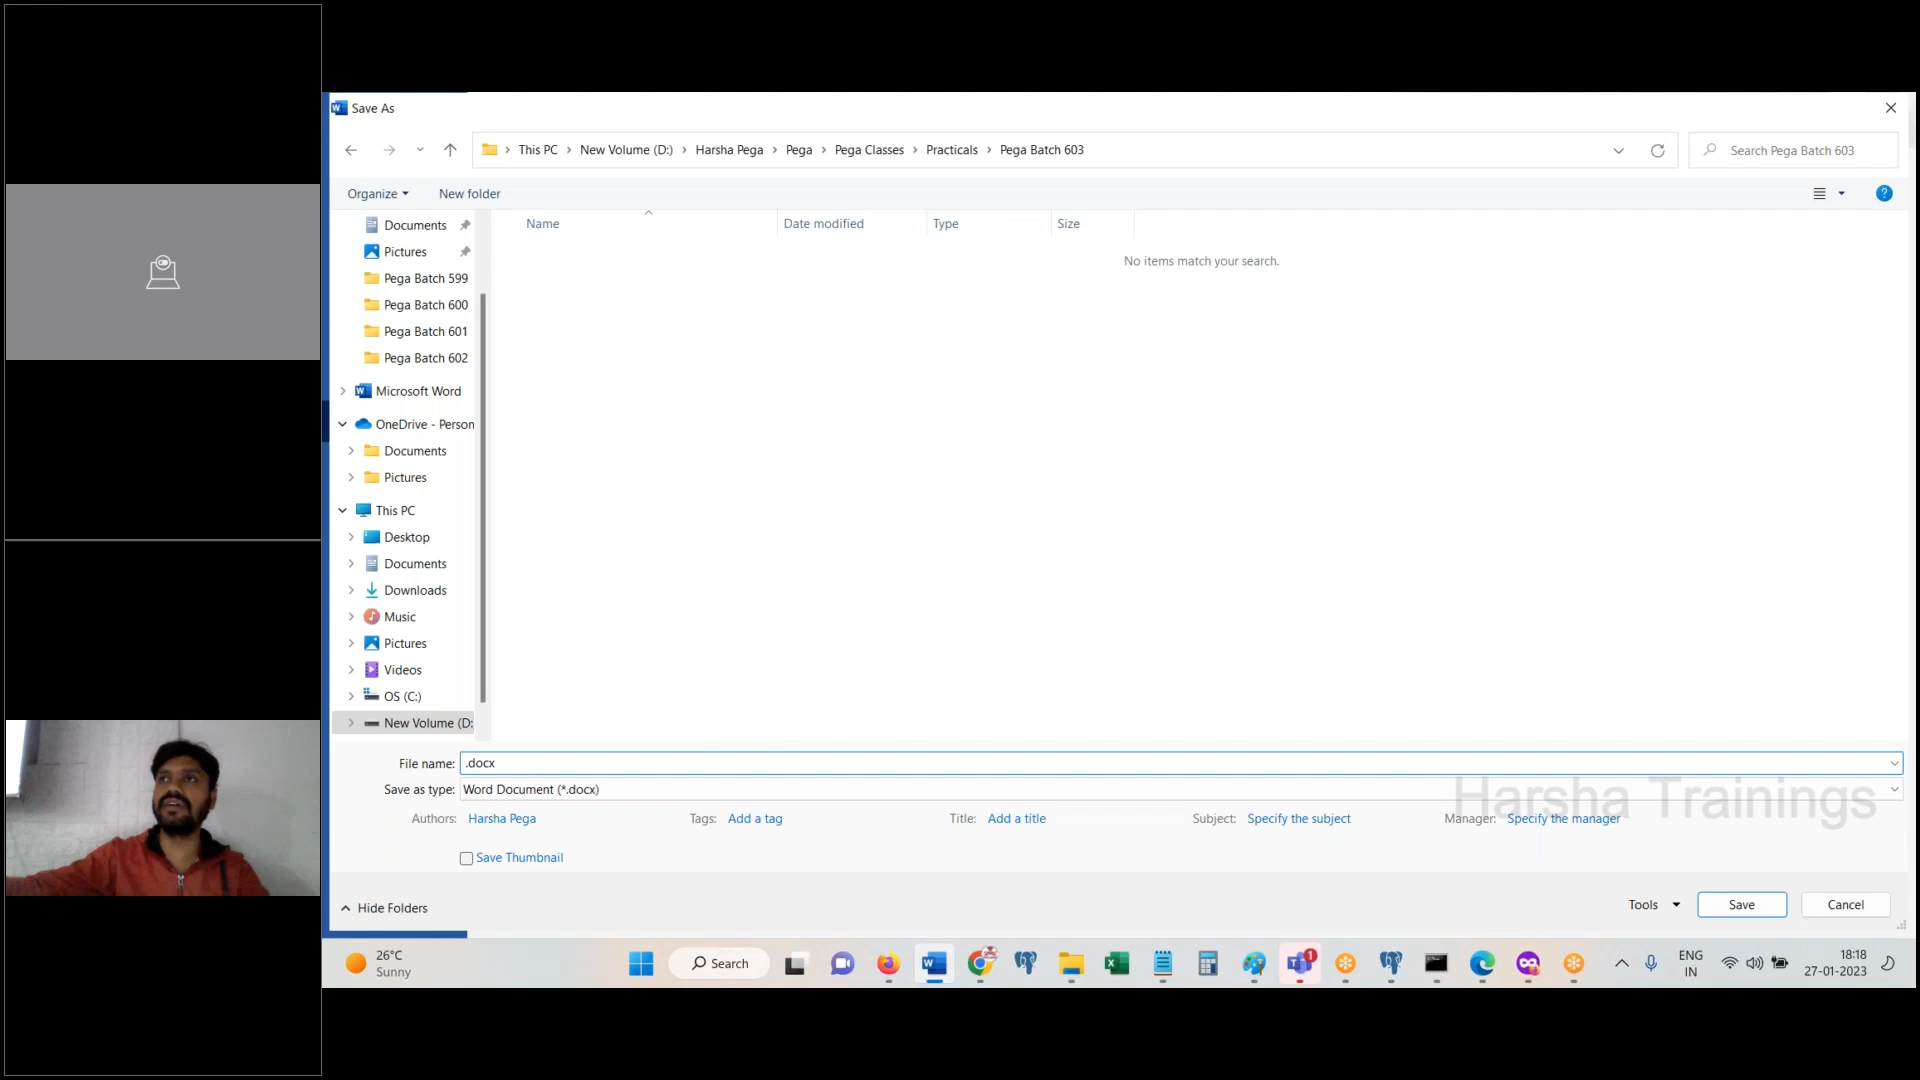 Save As
This PC > New Volume (D:) > Harsha Pega > Pega > Pega Classes > Practicals > Pega Batch 603
Search Pega Batch 603
Organize
New folder
Name
Date modified
Type
Size
No items match your search.
Documents
Pictures
Pega Batch 599
Pega Batch 600
Pega Batch 601
Pega Batch 602
Microsoft Word
OneDrive - Person
Documents
Pictures
This PC
Desktop
Documents
Downloads
Music
Pictures
Videos
OS (C:)
New Volume (D:
File name: .docx
Save as type: Word Document (*.docx)
Harsha Trainings
Authors: Harsha Pega
Tags: Add a tag
Title: Add a title
Subject: Specify the subject
Manager: Specify the manager
Save Thumbnail
Hide Folders
Tools
Save
Cancel
26°C
Sunny
Search
1
ENG
IN
18:18
27-01-2023